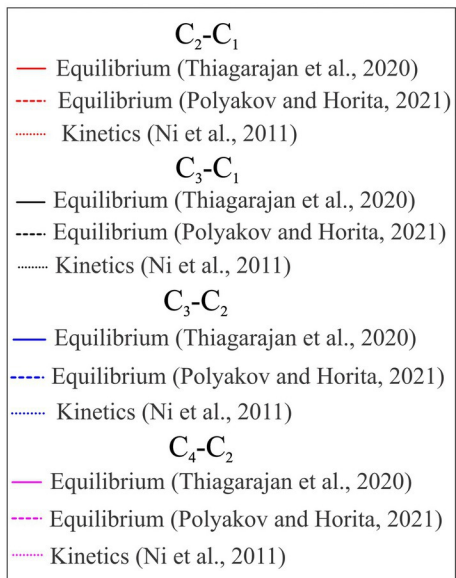 C₂-C₁
Equilibrium (Thiagarajan et al., 2020)
Equilibrium (Polyakov and Horita, 2021)
Kinetics (Ni et al., 2011)
C₃-C₁
Equilibrium (Thiagarajan et al., 2020)
Equilibrium (Polyakov and Horita, 2021)
Kinetics (Ni et al., 2011)
C₃-C₂
Equilibrium (Thiagarajan et al., 2020)
Equilibrium (Polyakov and Horita, 2021)
Kinetics (Ni et al., 2011)
C₄-C₂
Equilibrium (Thiagarajan et al., 2020)
Equilibrium (Polyakov and Horita, 2021)
Kinetics (Ni et al., 2011)